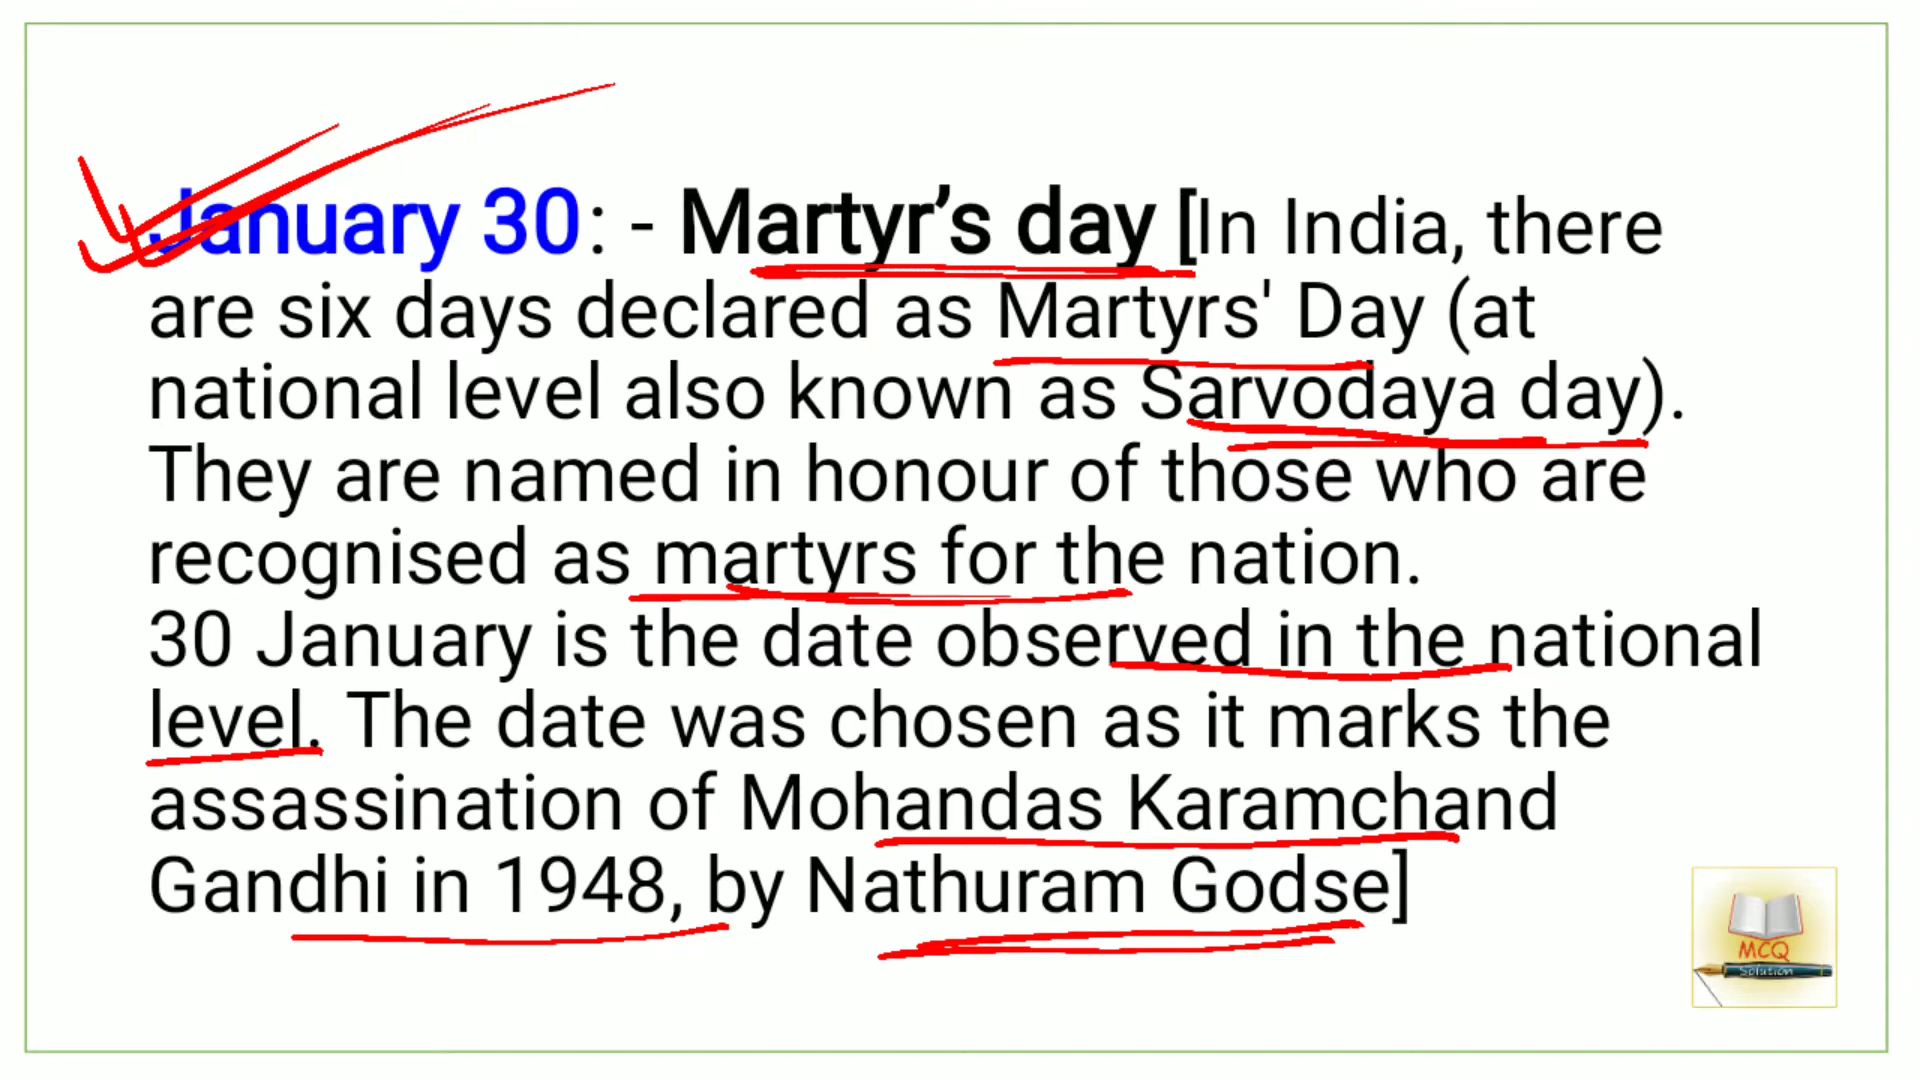 January 30: - Martyr’s day [In India, there
are six days declared as Martyrs' Day (at
national level also known as Sarvodaya day).
They are named in honour of those who are
recognised as martyrs for the nation.
30 January is the date observed in the national
level. The date was chosen as it marks the
assassination of Mohandas Karamchand
Gandhi in 1948, by Nathuram Godse]
MCQ
Solution